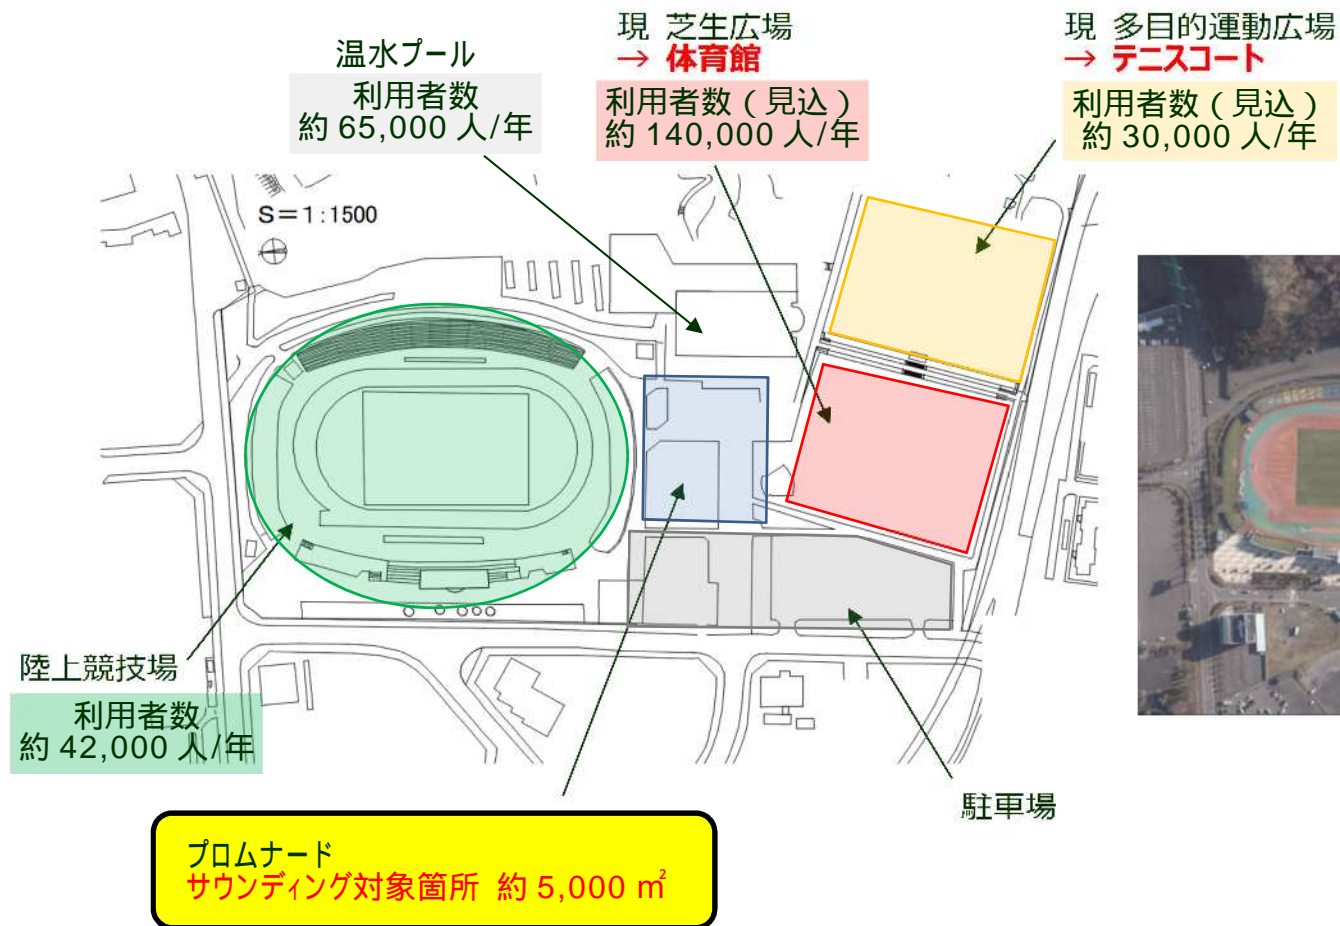 現 芝生広場
→ 体育館
利用者数（見込）
約 140,000 人/年
現 多目的運動広場
→ テニスコート
利用者数（見込）
約 30,000 人/年
温水プール
利用者数
約 65,000 人/年
S＝1：1500
陸上競技場
利用者数
約 42,000 人/年
駐車場
プロムナード
サウンディング対象箇所 約 5,000 ㎡